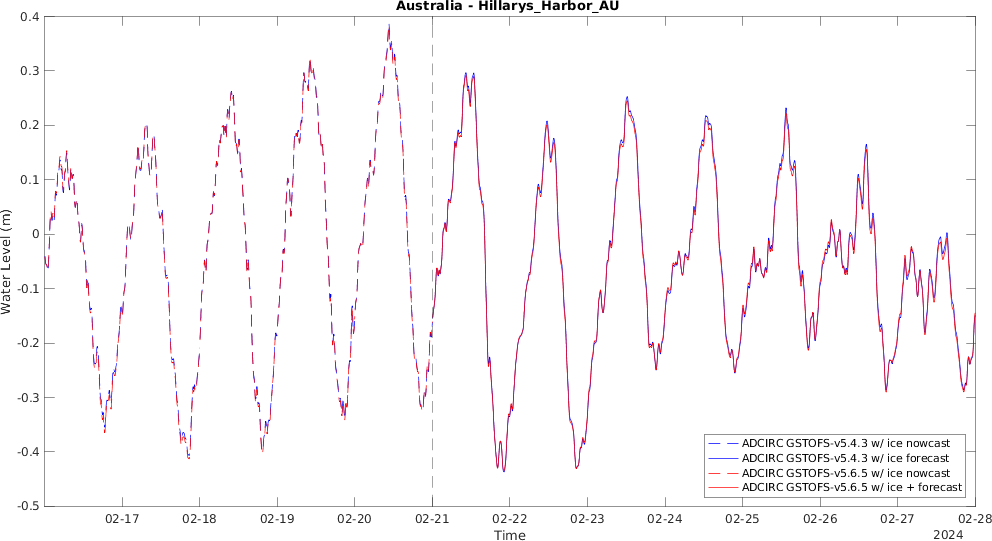 Australia - Hillarys_Harbor_AU
0.4
0.3
0.2
0.1
0
-0.1
-0.2
-0.3
-0.4
-0.5
Water Level (m)
ADCIRC GSTOFS-v5.4.3 w/ ice nowcast
ADCIRC GSTOFS-v5.4.3 w/ ice forecast
ADCIRC GSTOFS-v5.6.5 w/ ice nowcast
ADCIRC GSTOFS-v5.6.5 w/ ice + forecast
02-17 02-18 02-19 02-20 02-21 02-22 02-23 02-24 02-25 02-26 02-27 02-28
Time
2024